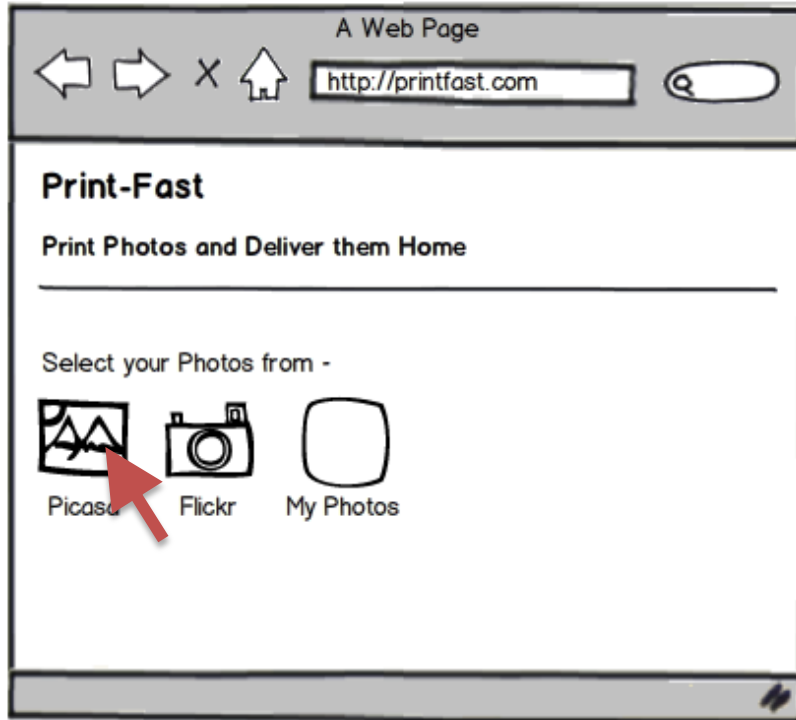 A Web Page
http://printfast.com
Print-Fast
Print Photos and Deliver them Home
Select your Photos from -
Picasa Flickr My Photos